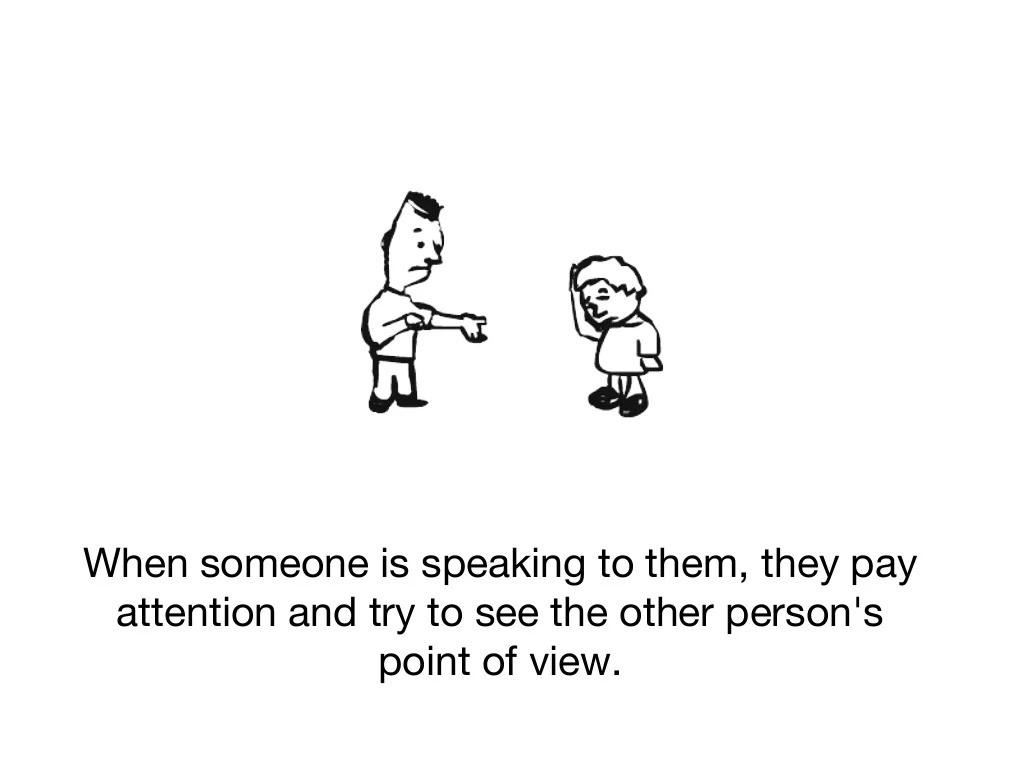 When someone is speaking to them, they pay
attention and try to see the other person's
point of view.